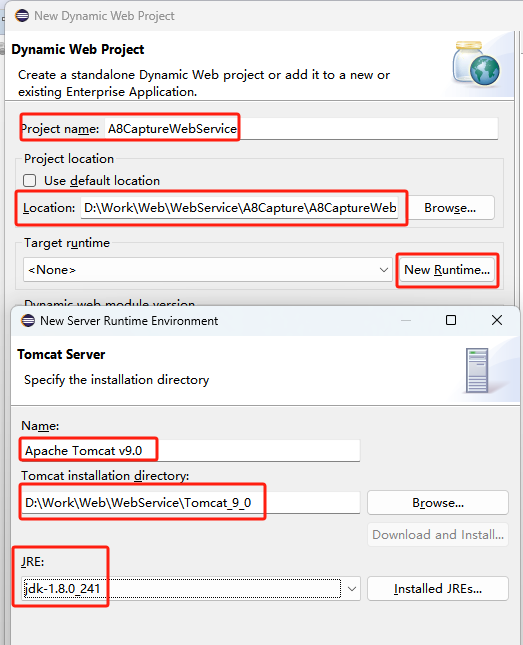 New Dynamic Web Project
Dynamic Web Project
Create a standalone Dynamic Web project or add it to a new or
existing Enterprise Application.
Project name: A8CaptureWebService
Project location
Use default location
Location: D:\Work\Web\WebService\A8Capture\A8CaptureWeb Browse...
Target runtime
<None> New Runtime...
Dynamic web module version
New Server Runtime Environment
Tomcat Server
Specify the installation directory
Name:
Apache Tomcat v9.0
Tomcat installation directory:
D:\Work\Web\WebService\Tomcat_9_0 Browse...
Download and Install...
JRE:
jdk-1.8.0_241 Installed JREs...